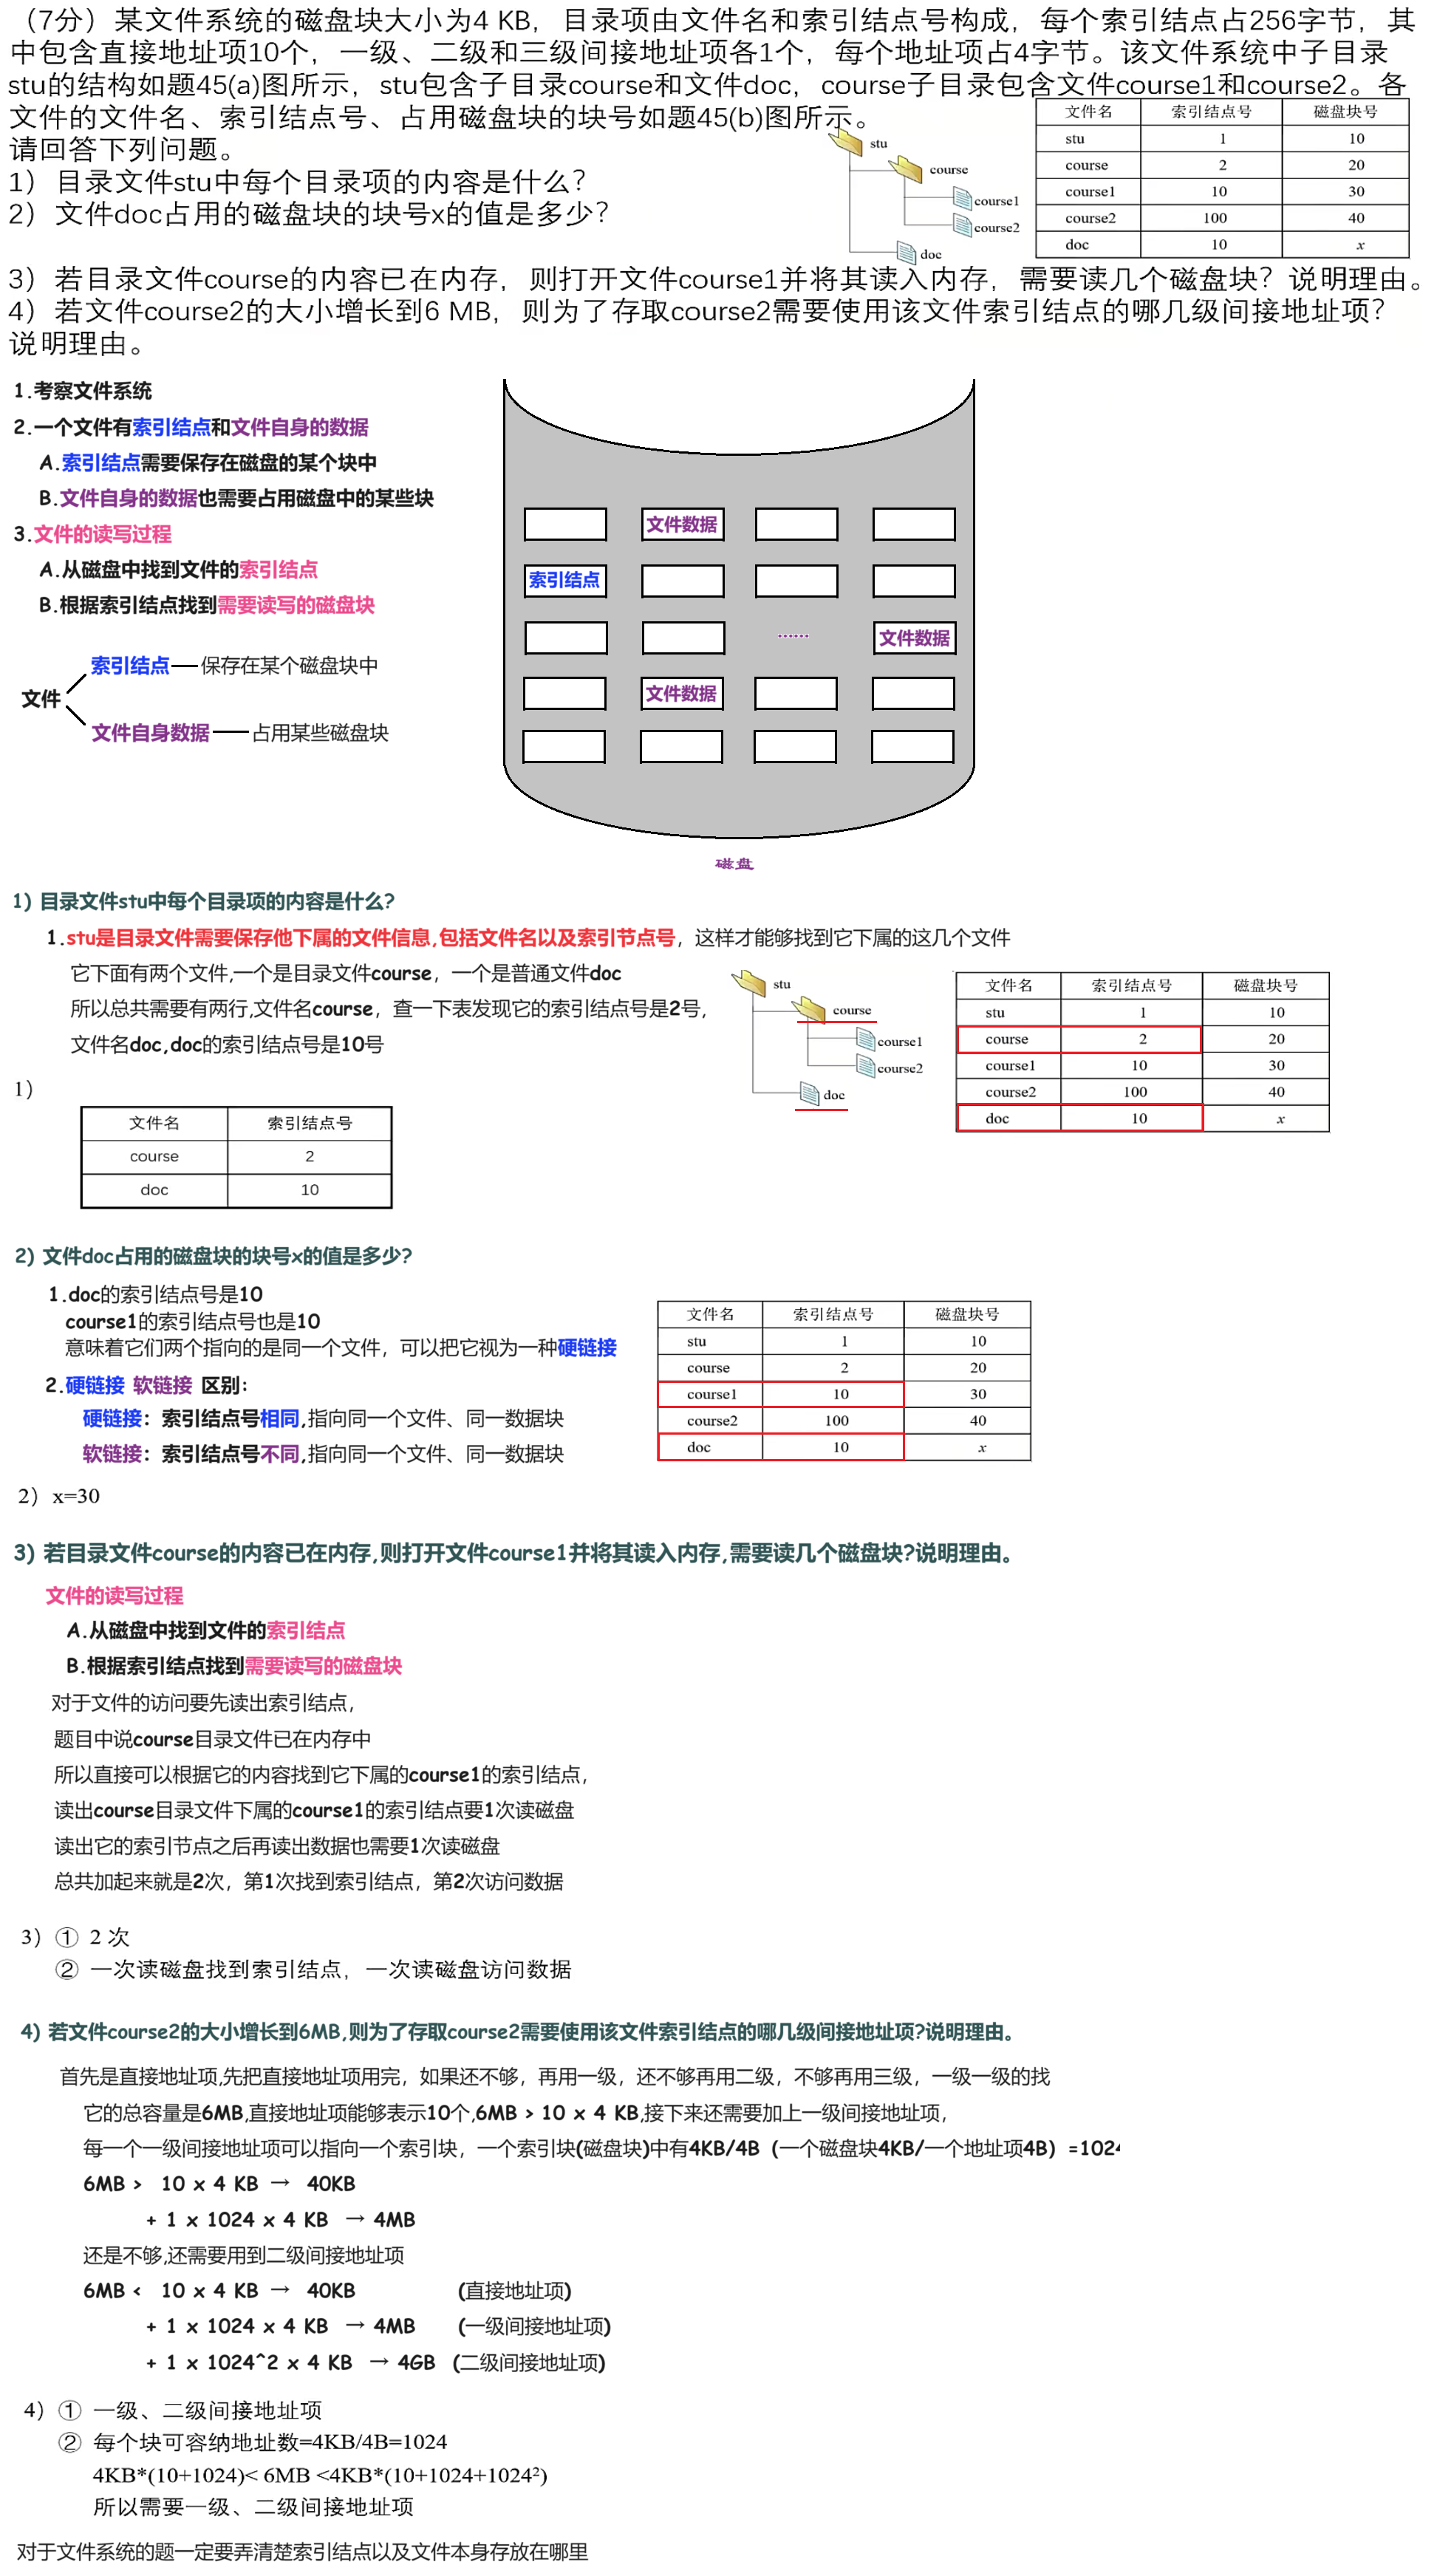 （7分）某文件系统的磁盘块大小为4 KB，目录项由文件名和索引结点号构成，每个索引结点占256字节，其
中包含直接地址项10个，一级、二级和三级间接地址项各1个，每个地址项占4字节。该文件系统中子目录
stu的结构如题45(a)图所示，stu包含子目录course和文件doc，course子目录包含文件course1和course2。各
文件的文件名、索引结点号、占用磁盘块的块号如题45(b)图所示。
请回答下列问题。
1）目录文件stu中每个目录项的内容是什么？
2）文件doc占用的磁盘块的块号x的值是多少？
stu
course
course1
course2
doc
文件名 索引结点号 磁盘块号
stu 1 10
course 2 20
course1 10 30
course2 100 40
doc 10 x
3）若目录文件course的内容已在内存，则打开文件course1并将其读入内存，需要读几个磁盘块？说明理由。
4）若文件course2的大小增长到6 MB，则为了存取course2需要使用该文件索引结点的哪几级间接地址项？
说明理由。
1.考察文件系统
2.一个文件有索引结点和文件自身的数据
A.索引结点需要保存在磁盘的某个块中
B.文件自身的数据也需要占用磁盘中的某些块
3.文件的读写过程
A.从磁盘中找到文件的索引结点
B.根据索引结点找到需要读写的磁盘块
文件
索引结点——保存在某个磁盘块中
文件自身数据——占用某些磁盘块
文件数据
索引结点
……
文件数据
文件数据
磁盘
1) 目录文件stu中每个目录项的内容是什么?
1.stu是目录文件需要保存他下属的文件信息,包括文件名以及索引节点号，这样才能够找到它下属的这几个文件
它下面有两个文件,一个是目录文件course，一个是普通文件doc
所以总共需要有两行,文件名course，查一下表发现它的索引结点号是2号,
文件名doc,doc的索引结点号是10号
stu
course
course1
course2
doc
文件名 索引结点号 磁盘块号
stu 1 10
course 2 20
course1 10 30
course2 100 40
doc 10 x
1）
文件名 索引结点号
course 2
doc 10
2) 文件doc占用的磁盘块的块号x的值是多少?
1.doc的索引结点号是10
course1的索引结点号也是10
意味着它们两个指向的是同一个文件，可以把它视为一种硬链接
2.硬链接 软链接 区别：
硬链接：索引结点号相同,指向同一个文件、同一数据块
软链接：索引结点号不同,指向同一个文件、同一数据块
文件名 索引结点号 磁盘块号
stu 1 10
course 2 20
course1 10 30
course2 100 40
doc 10 x
2）x=30
3) 若目录文件course的内容已在内存,则打开文件course1并将其读入内存,需要读几个磁盘块?说明理由。
文件的读写过程
A.从磁盘中找到文件的索引结点
B.根据索引结点找到需要读写的磁盘块
对于文件的访问要先读出索引结点，
题目中说course目录文件已在内存中
所以直接可以根据它的内容找到它下属的course1的索引结点，
读出course目录文件下属的course1的索引结点要1次读磁盘
读出它的索引节点之后再读出数据也需要1次读磁盘
总共加起来就是2次，第1次找到索引结点，第2次访问数据
3）① 2 次
② 一次读磁盘找到索引结点，一次读磁盘访问数据
4) 若文件course2的大小增长到6MB,则为了存取course2需要使用该文件索引结点的哪几级间接地址项?说明理由。
首先是直接地址项,先把直接地址项用完，如果还不够，再用一级，还不够再用二级，不够再用三级，一级一级的找
它的总容量是6MB,直接地址项能够表示10个,6MB > 10 x 4 KB,接下来还需要加上一级间接地址项，
每一个一级间接地址项可以指向一个索引块，一个索引块(磁盘块)中有4KB/4B（一个磁盘块4KB/一个地址项4B）=102
6MB > 10 x 4 KB → 40KB
+ 1 x 1024 x 4 KB → 4MB
还是不够,还需要用到二级间接地址项
6MB < 10 x 4 KB → 40KB (直接地址项)
+ 1 x 1024 x 4 KB → 4MB (一级间接地址项)
+ 1 x 1024^2 x 4 KB → 4GB (二级间接地址项)
4）① 一级、二级间接地址项
② 每个块可容纳地址数=4KB/4B=1024
4KB*(10+1024)< 6MB <4KB*(10+1024+1024²)
所以需要一级、二级间接地址项
对于文件系统的题一定要弄清楚索引结点以及文件本身存放在哪里